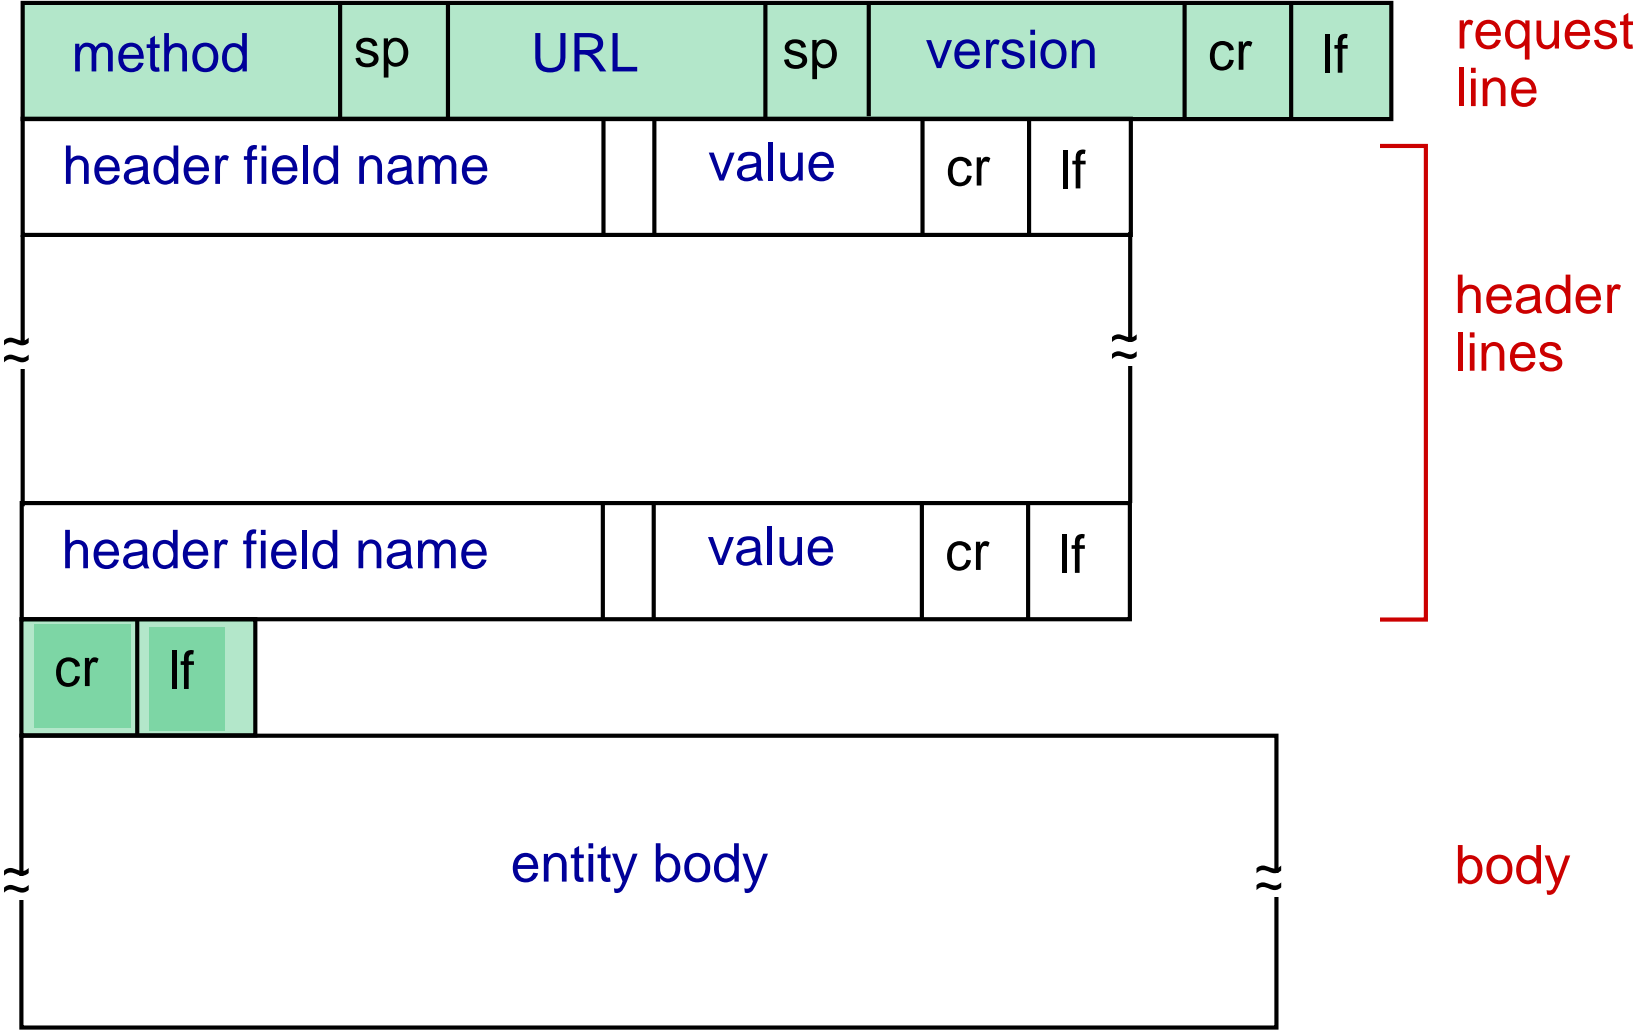 method sp URL sp version cr lf
request
line
header field name value cr lf
header
lines
≈ ≈
header field name value cr lf
cr lf
entity body
≈ ≈
body